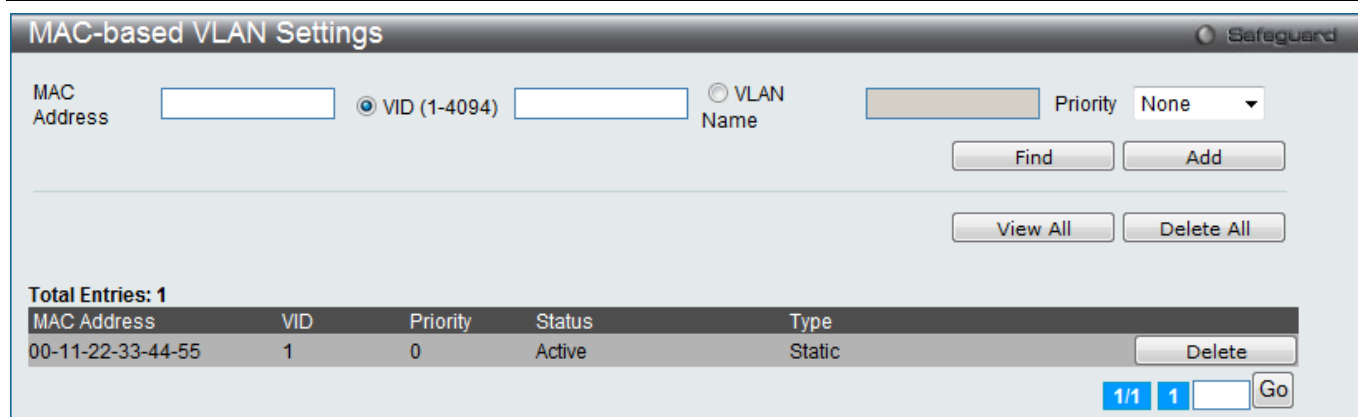 MAC-based VLAN Settings
Safeguard
MAC Address
VID (1-4094)
VLAN Name
Priority
None
Find
Add
View All
Delete All
Total Entries: 1
MAC Address VID Priority Status Type
00-11-22-33-44-55 1 0 Active Static Delete
1/1 1 Go